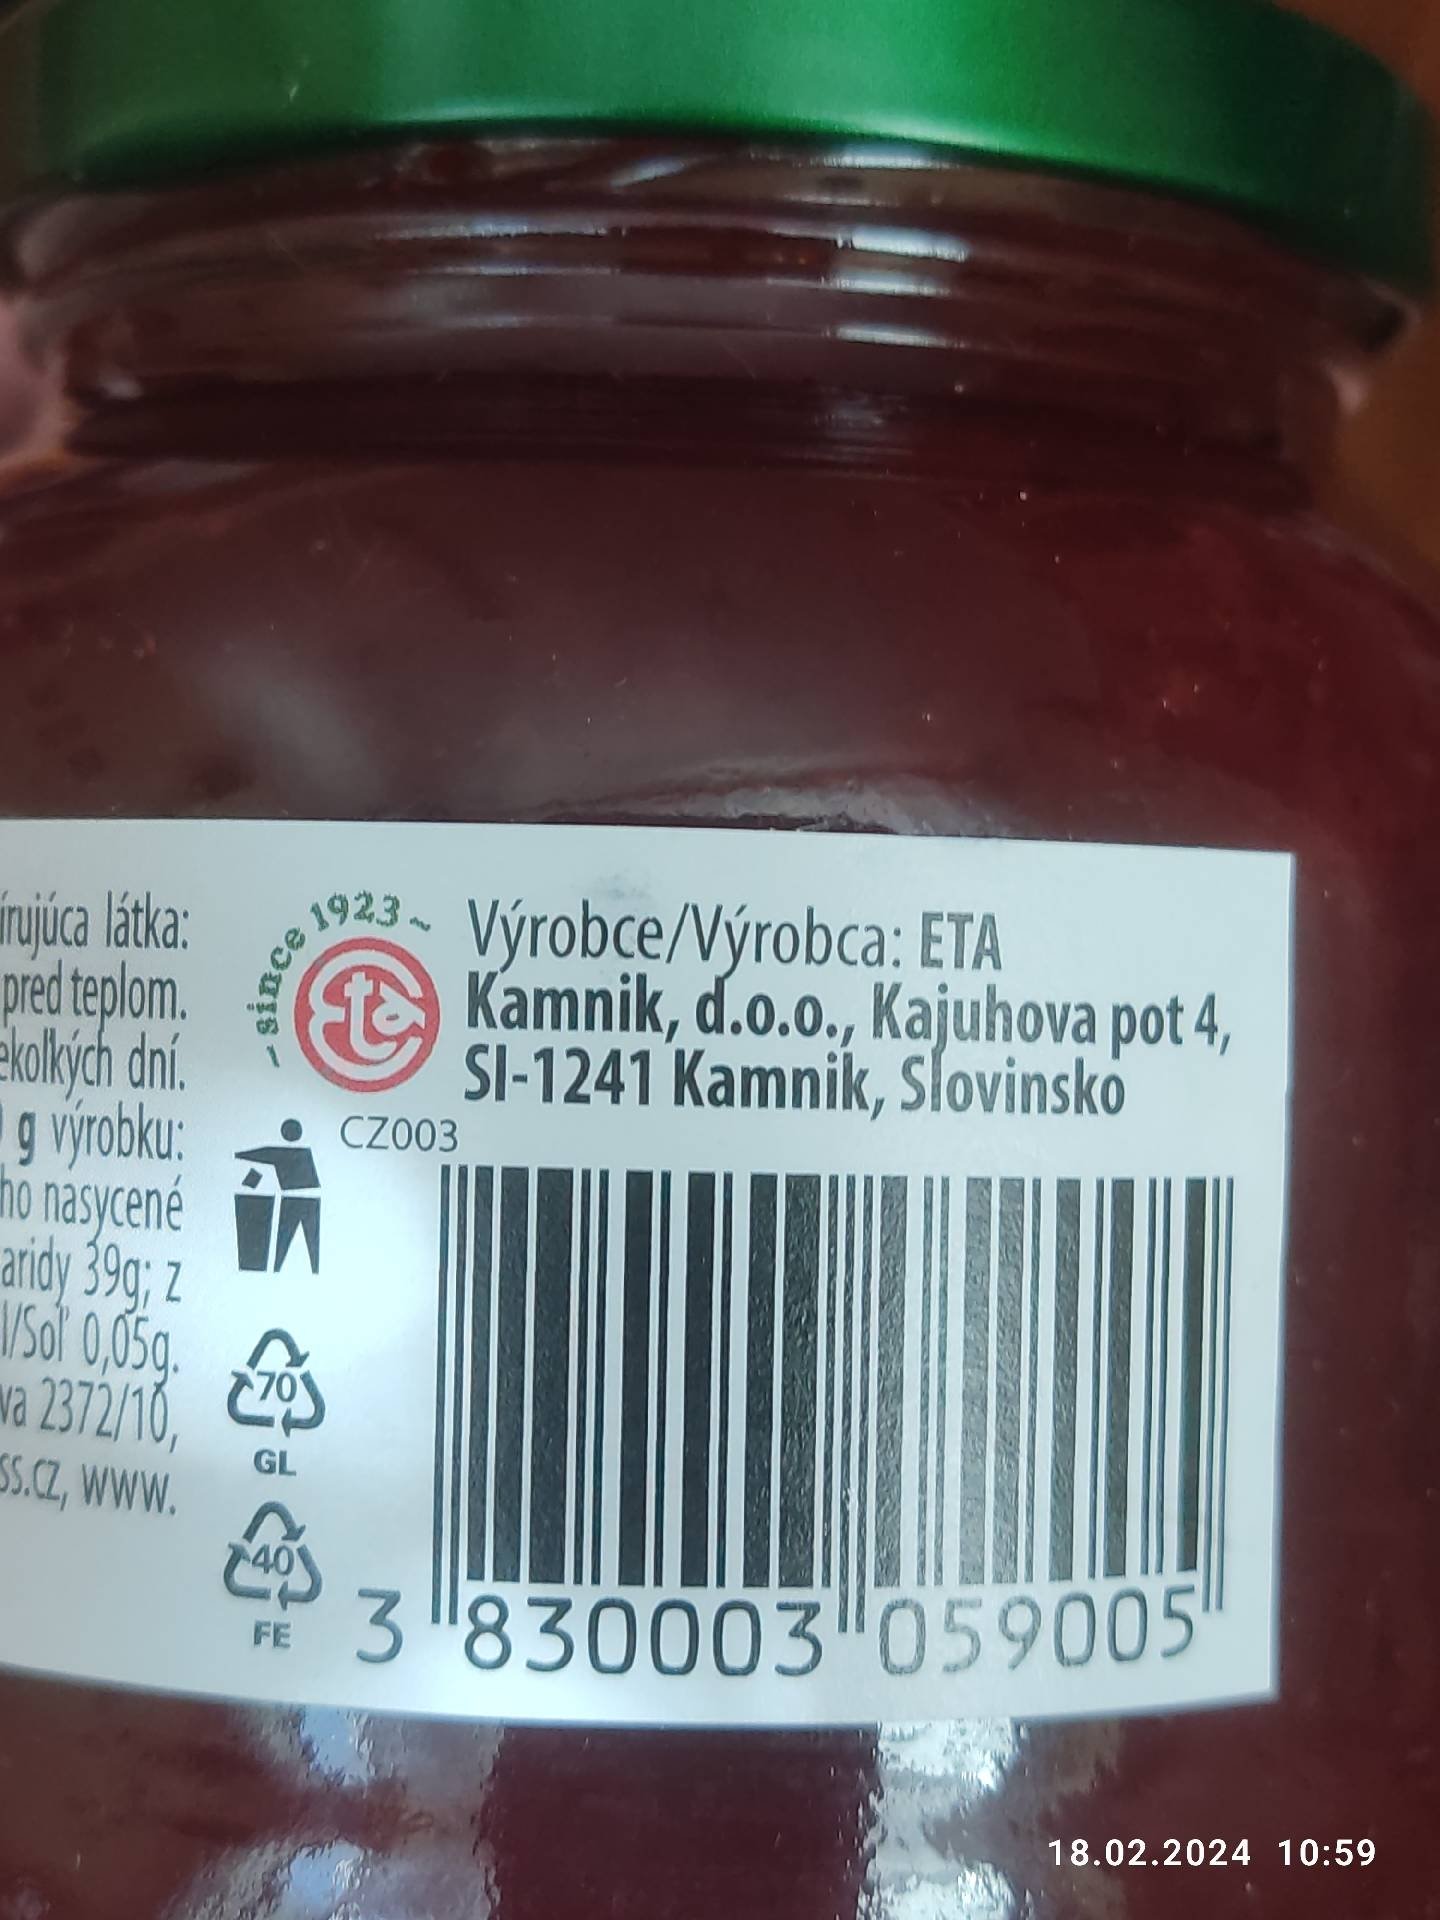 írujúca látka:
pred teplom.
ekoľkých dní.
g výrobku:
ho nasycené
aridy 39g; z
l/Soľ 0,05g.
va 2372/10,
ss.cz, www.
~ since 1923 ~
Eta
Výrobce/Výrobca: ETA
Kamnik, d.o.o., Kajuhova pot 4,
SI-1241 Kamnik, Slovinsko
CZ003
70
GL
40
FE
3 830003 059005
18.02.2024 10:59